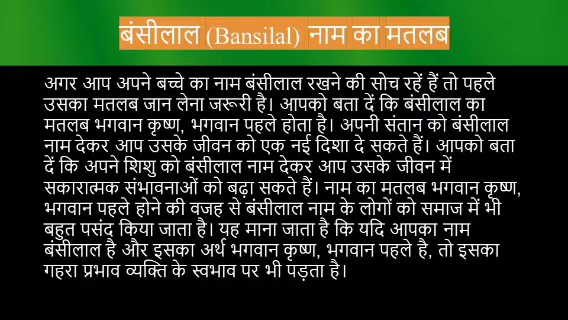 बंसीलाल (Bansilal) नाम का मतलब
अगर आप अपने बच्चे का नाम बंसीलाल रखने की सोच रहें हैं तो पहले
उसका मतलब जान लेना जरूरी है। आपको बता दें कि बंसीलाल का
मतलब भगवान कृष्ण, भगवान पहले होता है। अपनी संतान को बंसीलाल
नाम देकर आप उसके जीवन को एक नई दिशा दे सकते हैं। आपको बता
दें कि अपने शिशु को बंसीलाल नाम देकर आप उसके जीवन में
सकारात्मक संभावनाओं को बढ़ा सकते हैं। नाम का मतलब भगवान कृष्ण,
भगवान पहले होने की वजह से बंसीलाल नाम के लोगों को समाज में भी
बहुत पसंद किया जाता है। यह माना जाता है कि यदि आपका नाम
बंसीलाल है और इसका अर्थ भगवान कृष्ण, भगवान पहले है, तो इसका
गहरा प्रभाव व्यक्ति के स्वभाव पर भी पड़ता है।